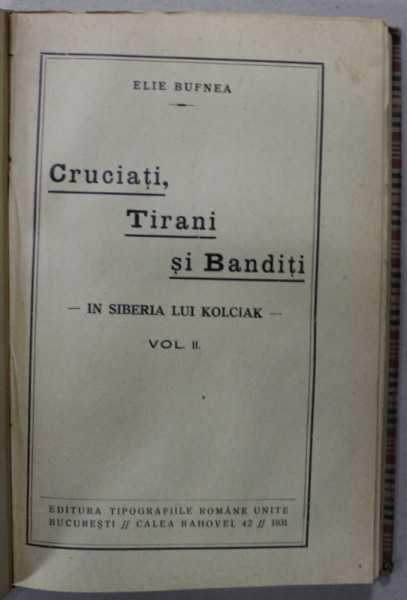 ELIE BUFNEA
Cruciaţi,
Tirani
şi Bandiţi
— IN SIBERIA LUI KOLCIAK —
VOL. II.
EDITURA TIPOGRAFIILE ROMÂNE UNITE
BUCUREŞTI // CALEA RAHOVEI, 42 // 1931